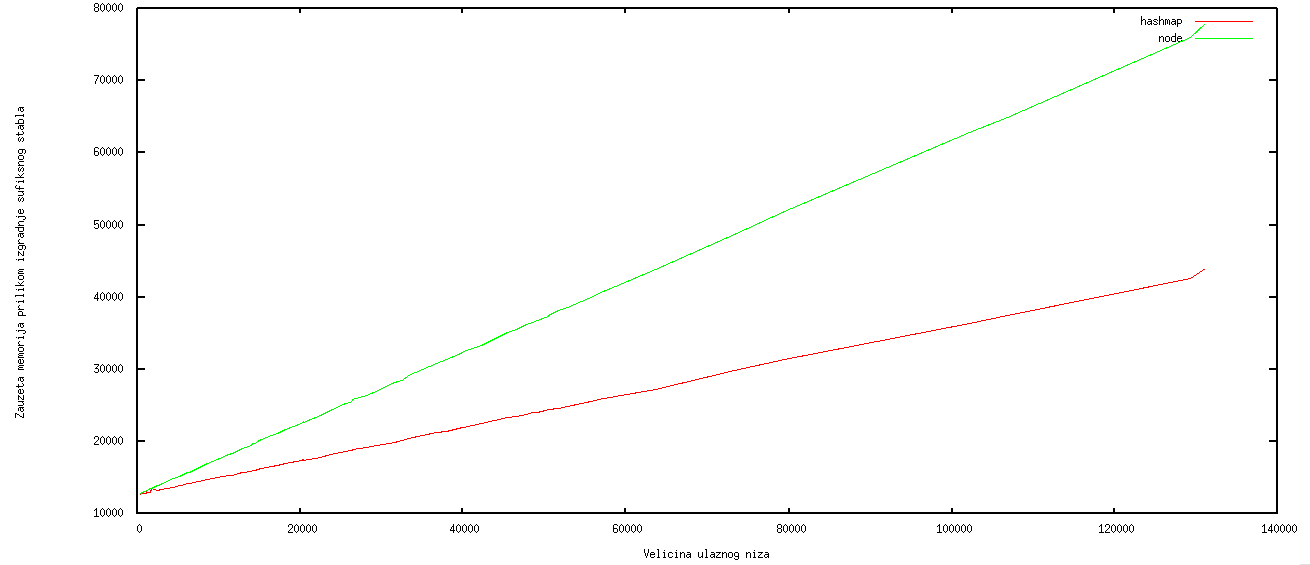 80000
70000
60000
50000
40000
30000
20000
10000
Zauzeta memorija prilikom izgradnje sufiksnog stabla
hashmap
node
0 20000 40000 60000 80000 100000 120000 140000
Velicina ulaznog niza